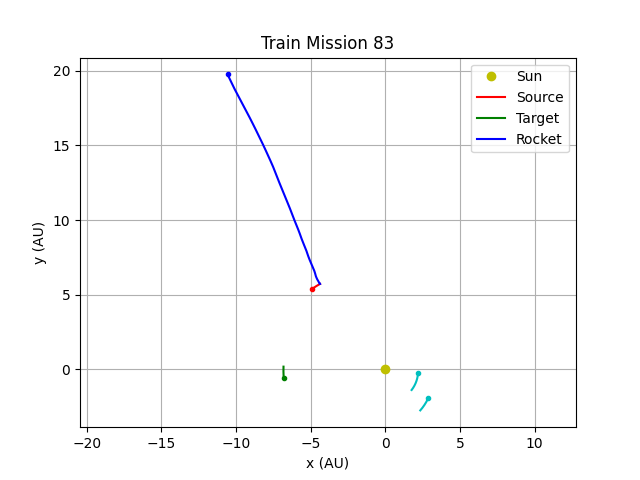 Train Mission 83
Sun
Source
Target
Rocket
20
15
10
5
0
y (AU)
−20 −15 −10 −5 0 5 10
x (AU)